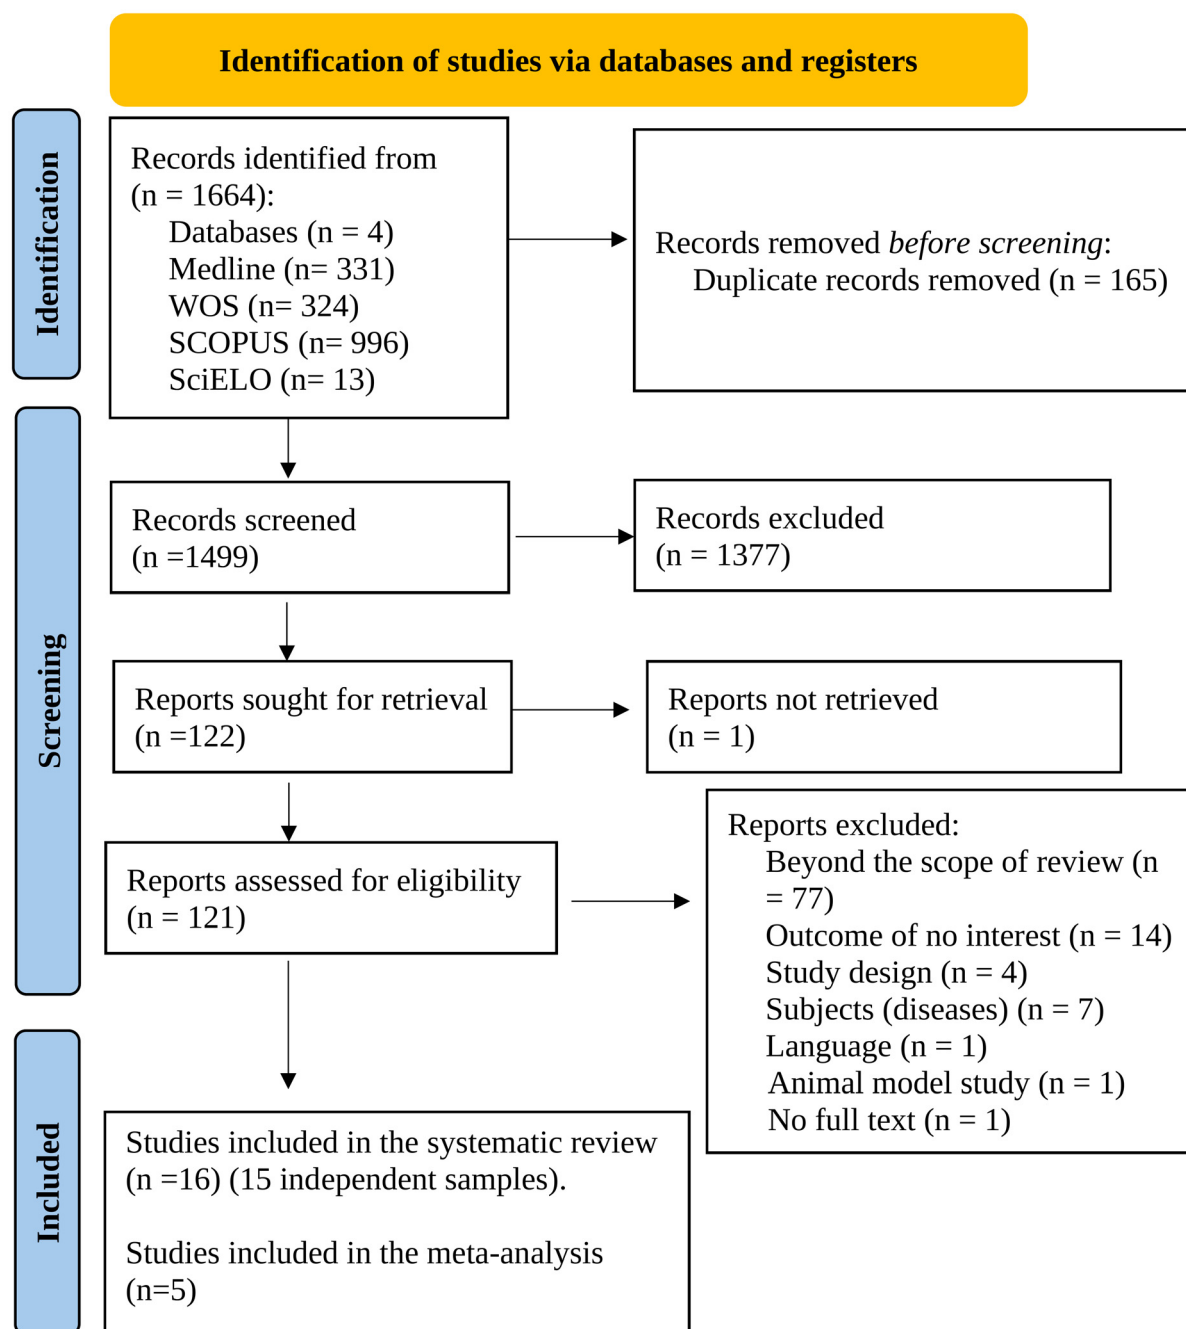 Identification of studies via databases and registers
Identification
Records identified from
(n = 1664):
Databases (n = 4)
Medline (n= 331)
WOS (n= 324)
SCOPUS (n= 996)
SciELO (n= 13)
Records removed before screening:
Duplicate records removed (n = 165)
Screening
Records screened
(n =1499)
Records excluded
(n = 1377)
Reports sought for retrieval
(n =122)
Reports not retrieved
(n = 1)
Reports assessed for eligibility
(n = 121)
Reports excluded:
Beyond the scope of review (n
= 77)
Outcome of no interest (n = 14)
Study design (n = 4)
Subjects (diseases) (n = 7)
Language (n = 1)
Animal model study (n = 1)
No full text (n = 1)
Included
Studies included in the systematic review
(n =16) (15 independent samples).
Studies included in the meta-analysis
(n=5)